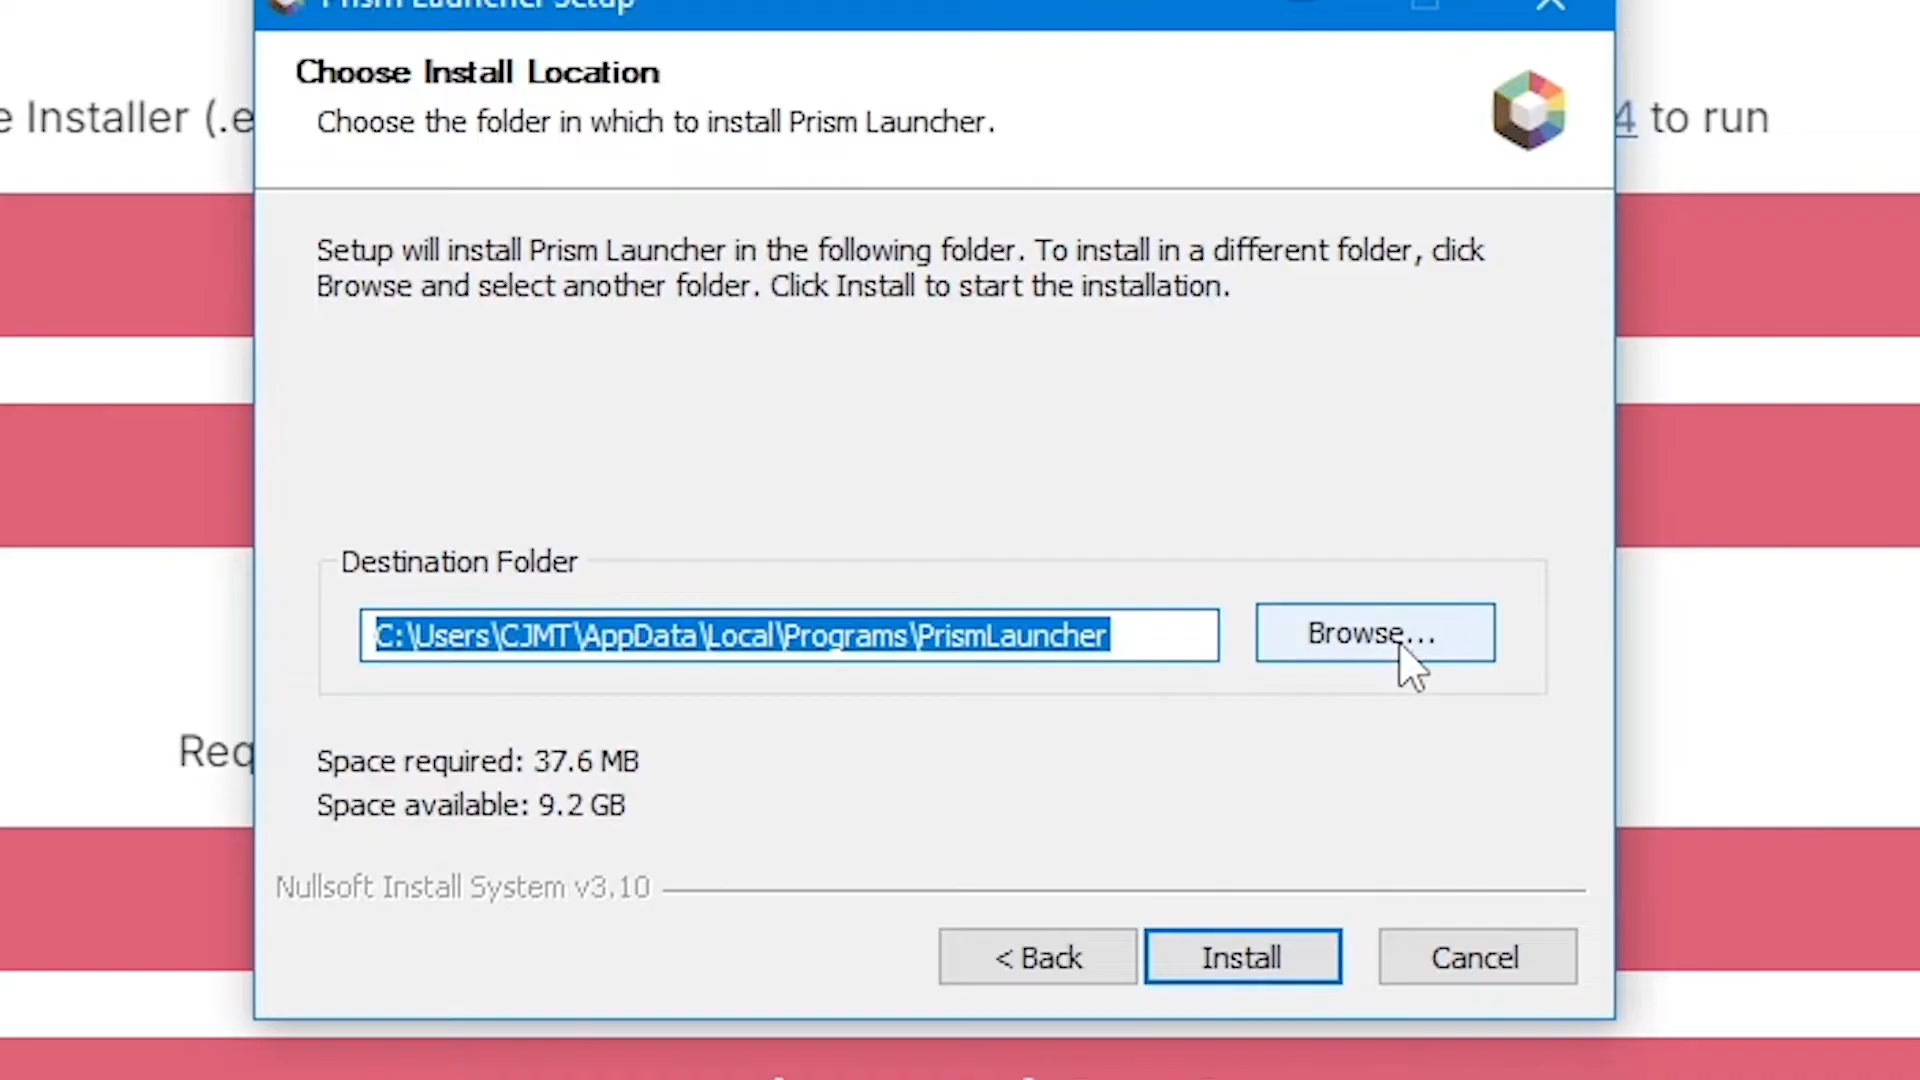 Prism Launcher Setup
Choose Install Location
Choose the folder in which to install Prism Launcher.
e Installer (.e
4 to run
Setup will install Prism Launcher in the following folder. To install in a different folder, click
Browse and select another folder. Click Install to start the installation.
Destination Folder
C:\Users\CJMT\AppData\Local\Programs\PrismLauncher
Browse...
Req
Space required: 37.6 MB
Space available: 9.2 GB
Nullsoft Install System v3.10
< Back
Install
Cancel